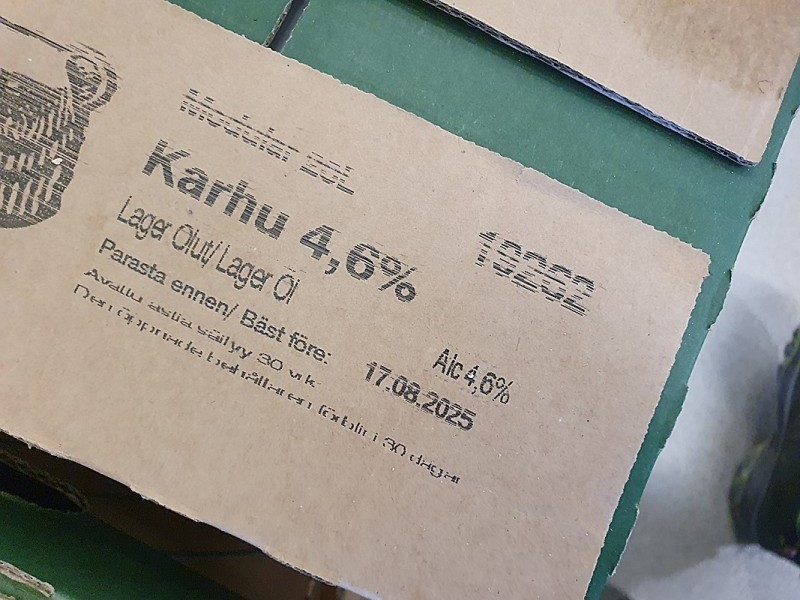 Modular 20L
Karhu 4,6%
10202
Lager Olut/ Lager Öl
Alc 4,6%
Parasta ennen/ Bäst före:
17.08.2025
Avattu astia säilyy 30 vrk
Den öppnade behållaren förblir i 30 dagar